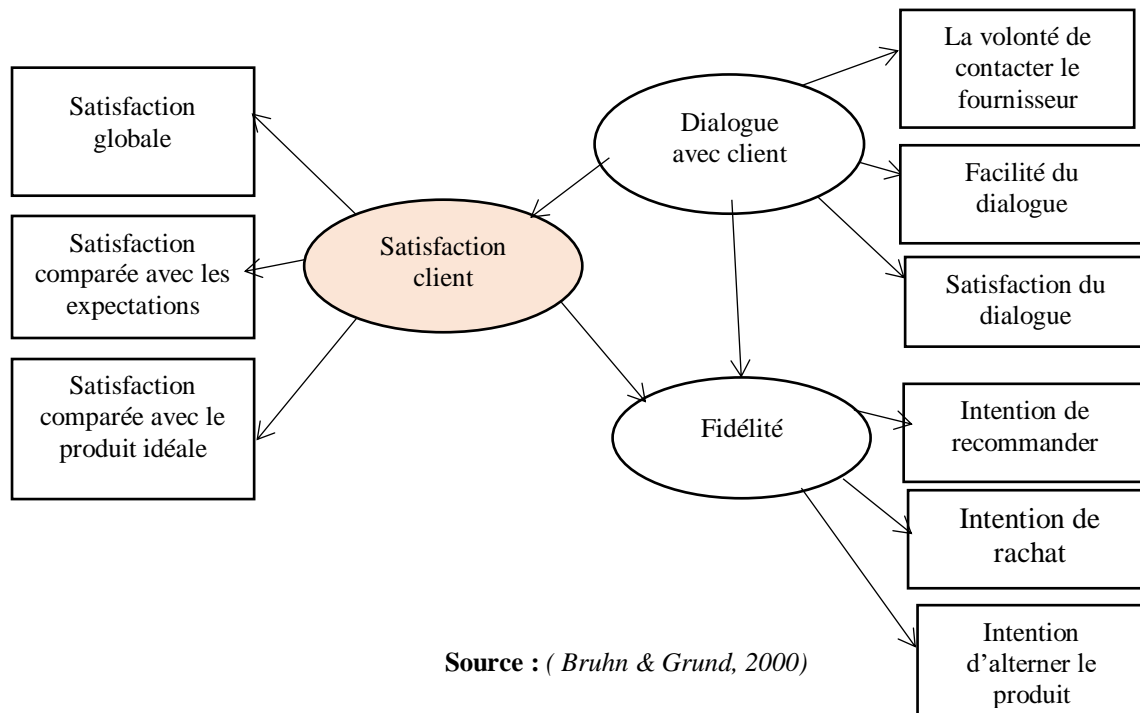 Satisfaction
globale
Satisfaction
comparée avec les
expectations
Satisfaction
comparée avec le
produit idéale
Satisfaction
client
Dialogue
avec client
Fidélité
La volonté de
contacter le
fournisseur
Facilité du
dialogue
Satisfaction du
dialogue
Intention de
recommander
Intention de
rachat
Intention
d’alterner le
produit
Source : ( Bruhn & Grund, 2000)